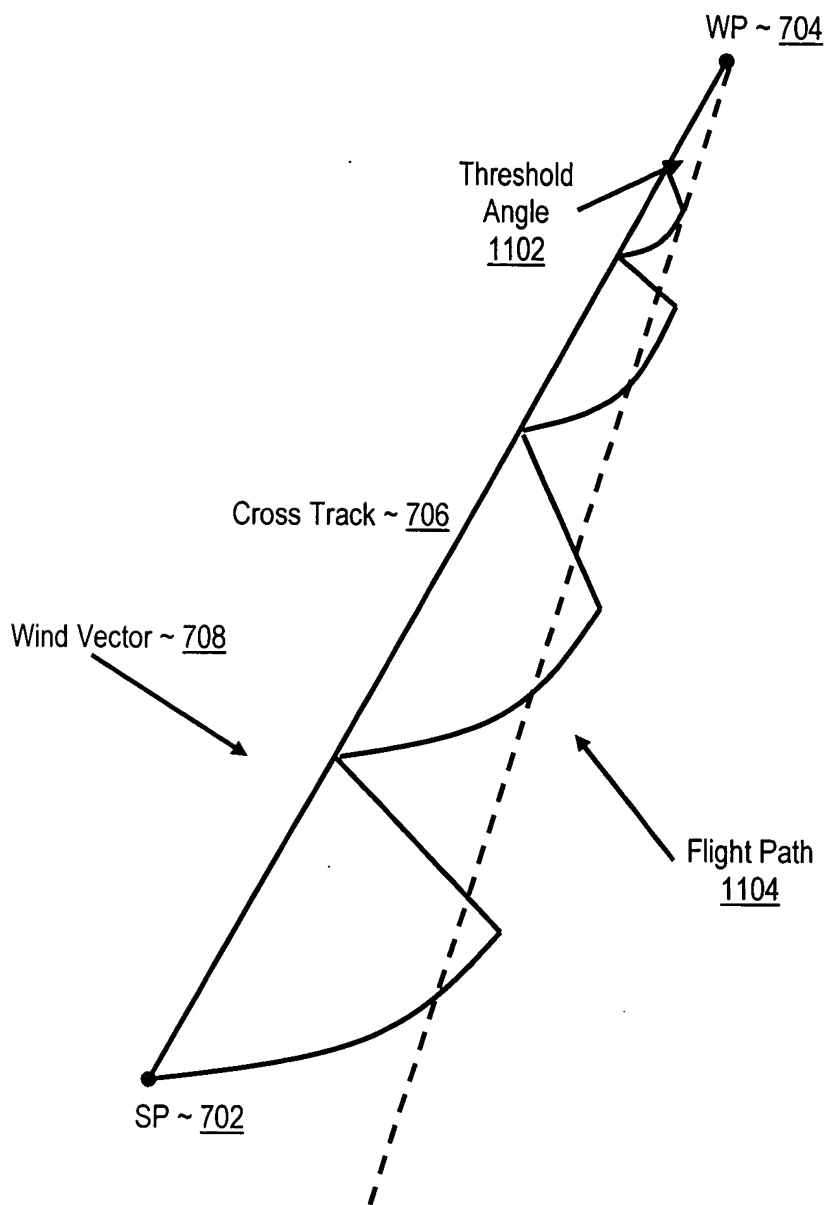 WP ~ 704
Threshold
Angle
1102
Cross Track ~ 706
Wind Vector ~ 708
Flight Path
1104
SP ~ 702